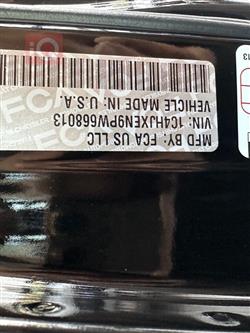 MFD. BY: FCA US LLC
VIN: 1C4HJXEN9PW668013
VEHICLE MADE IN: U.S.A.